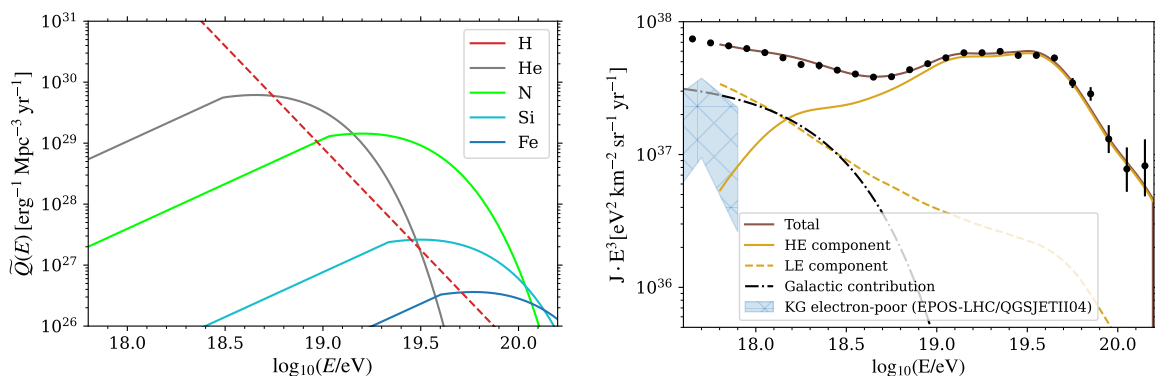 10^31
10^30
10^29
10^28
10^27
10^26
Q̃(E) [erg⁻¹ Mpc⁻³ yr⁻¹]
18.0 18.5 19.0 19.5 20.0
log₁₀(E/eV)
H
He
N
Si
Fe
10^38
10^37
10^36
J · E³ [eV² km⁻² sr⁻¹ yr⁻¹]
18.0 18.5 19.0 19.5 20.0
log₁₀(E/eV)
Total
HE component
LE component
Galactic contribution
KG electron-poor (EPOS-LHC/QGSJETII04)